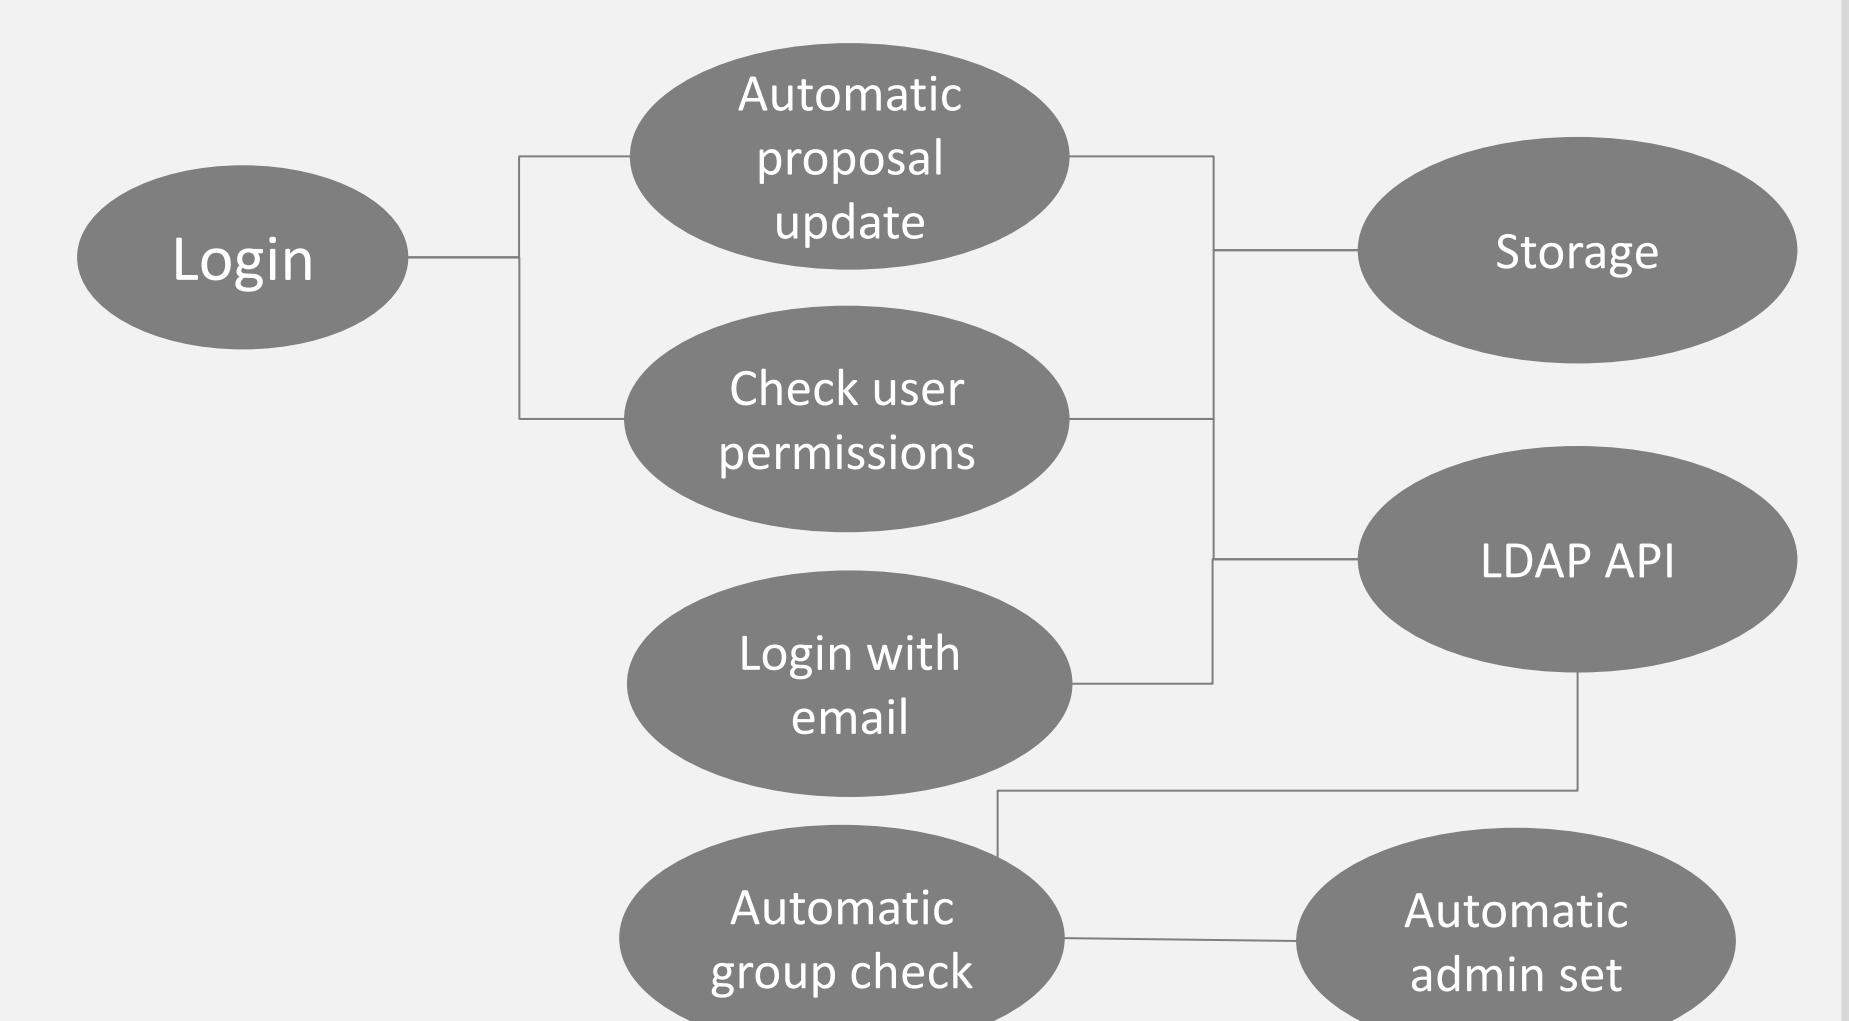 Login
Automatic
proposal
update
Check user
permissions
Login with
email
Automatic
group check
Storage
LDAP API
Automatic
admin set